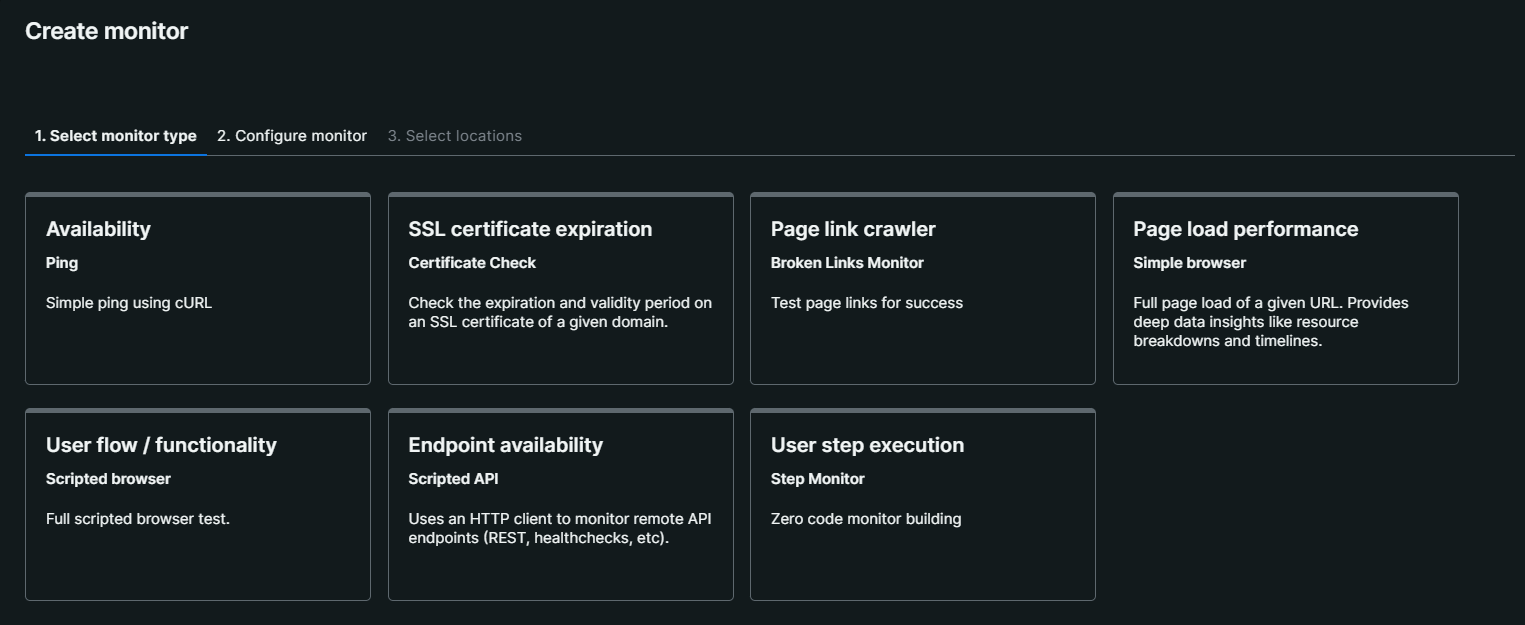 Create monitor
1. Select monitor type 2. Configure monitor 3. Select locations
Availability
Ping
Simple ping using cURL
SSL certificate expiration
Certificate Check
Check the expiration and validity period on
an SSL certificate of a given domain.
Page link crawler
Broken Links Monitor
Test page links for success
Page load performance
Simple browser
Full page load of a given URL. Provides
deep data insights like resource
breakdowns and timelines.
User flow / functionality
Scripted browser
Full scripted browser test.
Endpoint availability
Scripted API
Uses an HTTP client to monitor remote API
endpoints (REST, healthchecks, etc).
User step execution
Step Monitor
Zero code monitor building